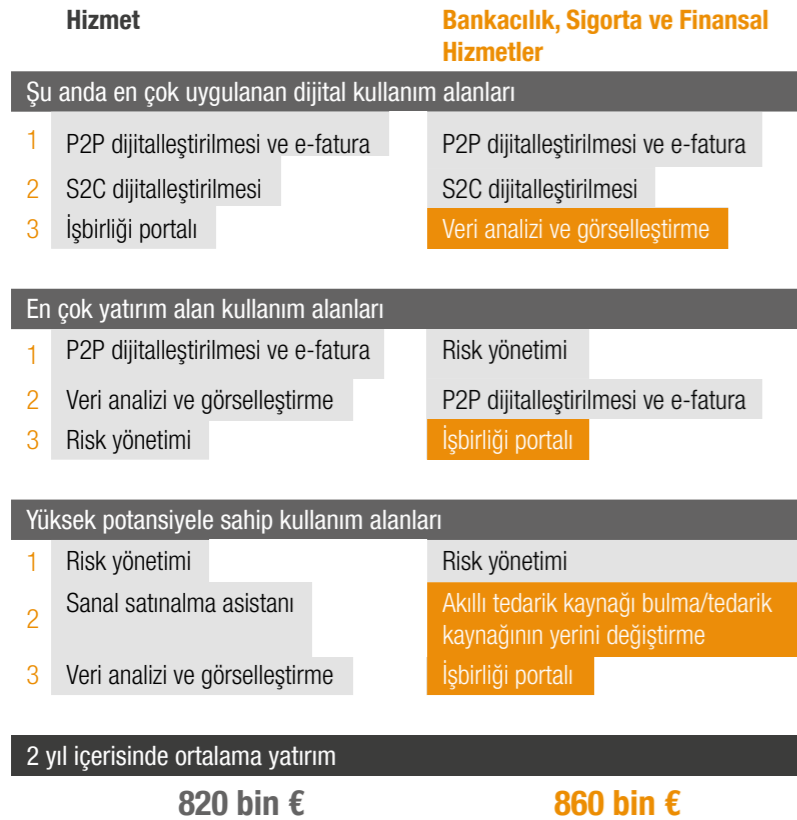 Hizmet
Bankacılık, Sigorta ve Finansal
Hizmetler
Şu anda en çok uygulanan dijital kullanım alanları
1 P2P dijitalleştirilmesi ve e-fatura P2P dijitalleştirilmesi ve e-fatura
2 S2C dijitalleştirilmesi S2C dijitalleştirilmesi
3 İşbirliği portalı Veri analizi ve görselleştirme
En çok yatırım alan kullanım alanları
1 P2P dijitalleştirilmesi ve e-fatura Risk yönetimi
2 Veri analizi ve görselleştirme P2P dijitalleştirilmesi ve e-fatura
3 Risk yönetimi İşbirliği portalı
Yüksek potansiyele sahip kullanım alanları
1 Risk yönetimi Risk yönetimi
2 Sanal satınalma asistanı Akıllı tedarik kaynağı bulma/tedarik
kaynağının yerini değiştirme
3 Veri analizi ve görselleştirme İşbirliği portalı
2 yıl içerisinde ortalama yatırım
820 bin € 860 bin €